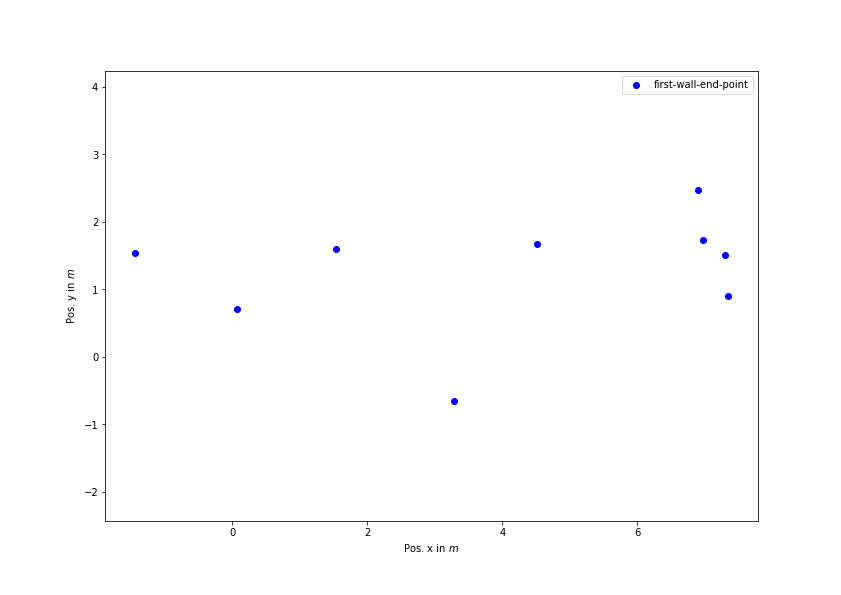 first-wall-end-point
4
3
2
1
0
−1
−2
Pos. y in m
0 2 4 6
Pos. x in m